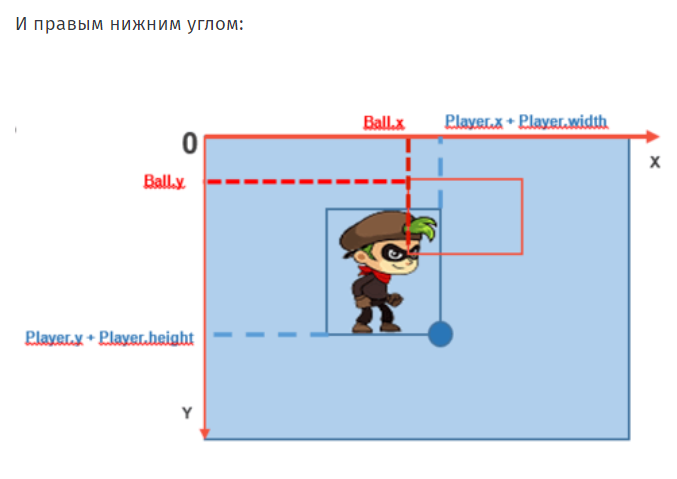 И правым нижним углом:
Ball.x
Player.x + Player.width
0
X
Ball.y
Player.y + Player.height
Y